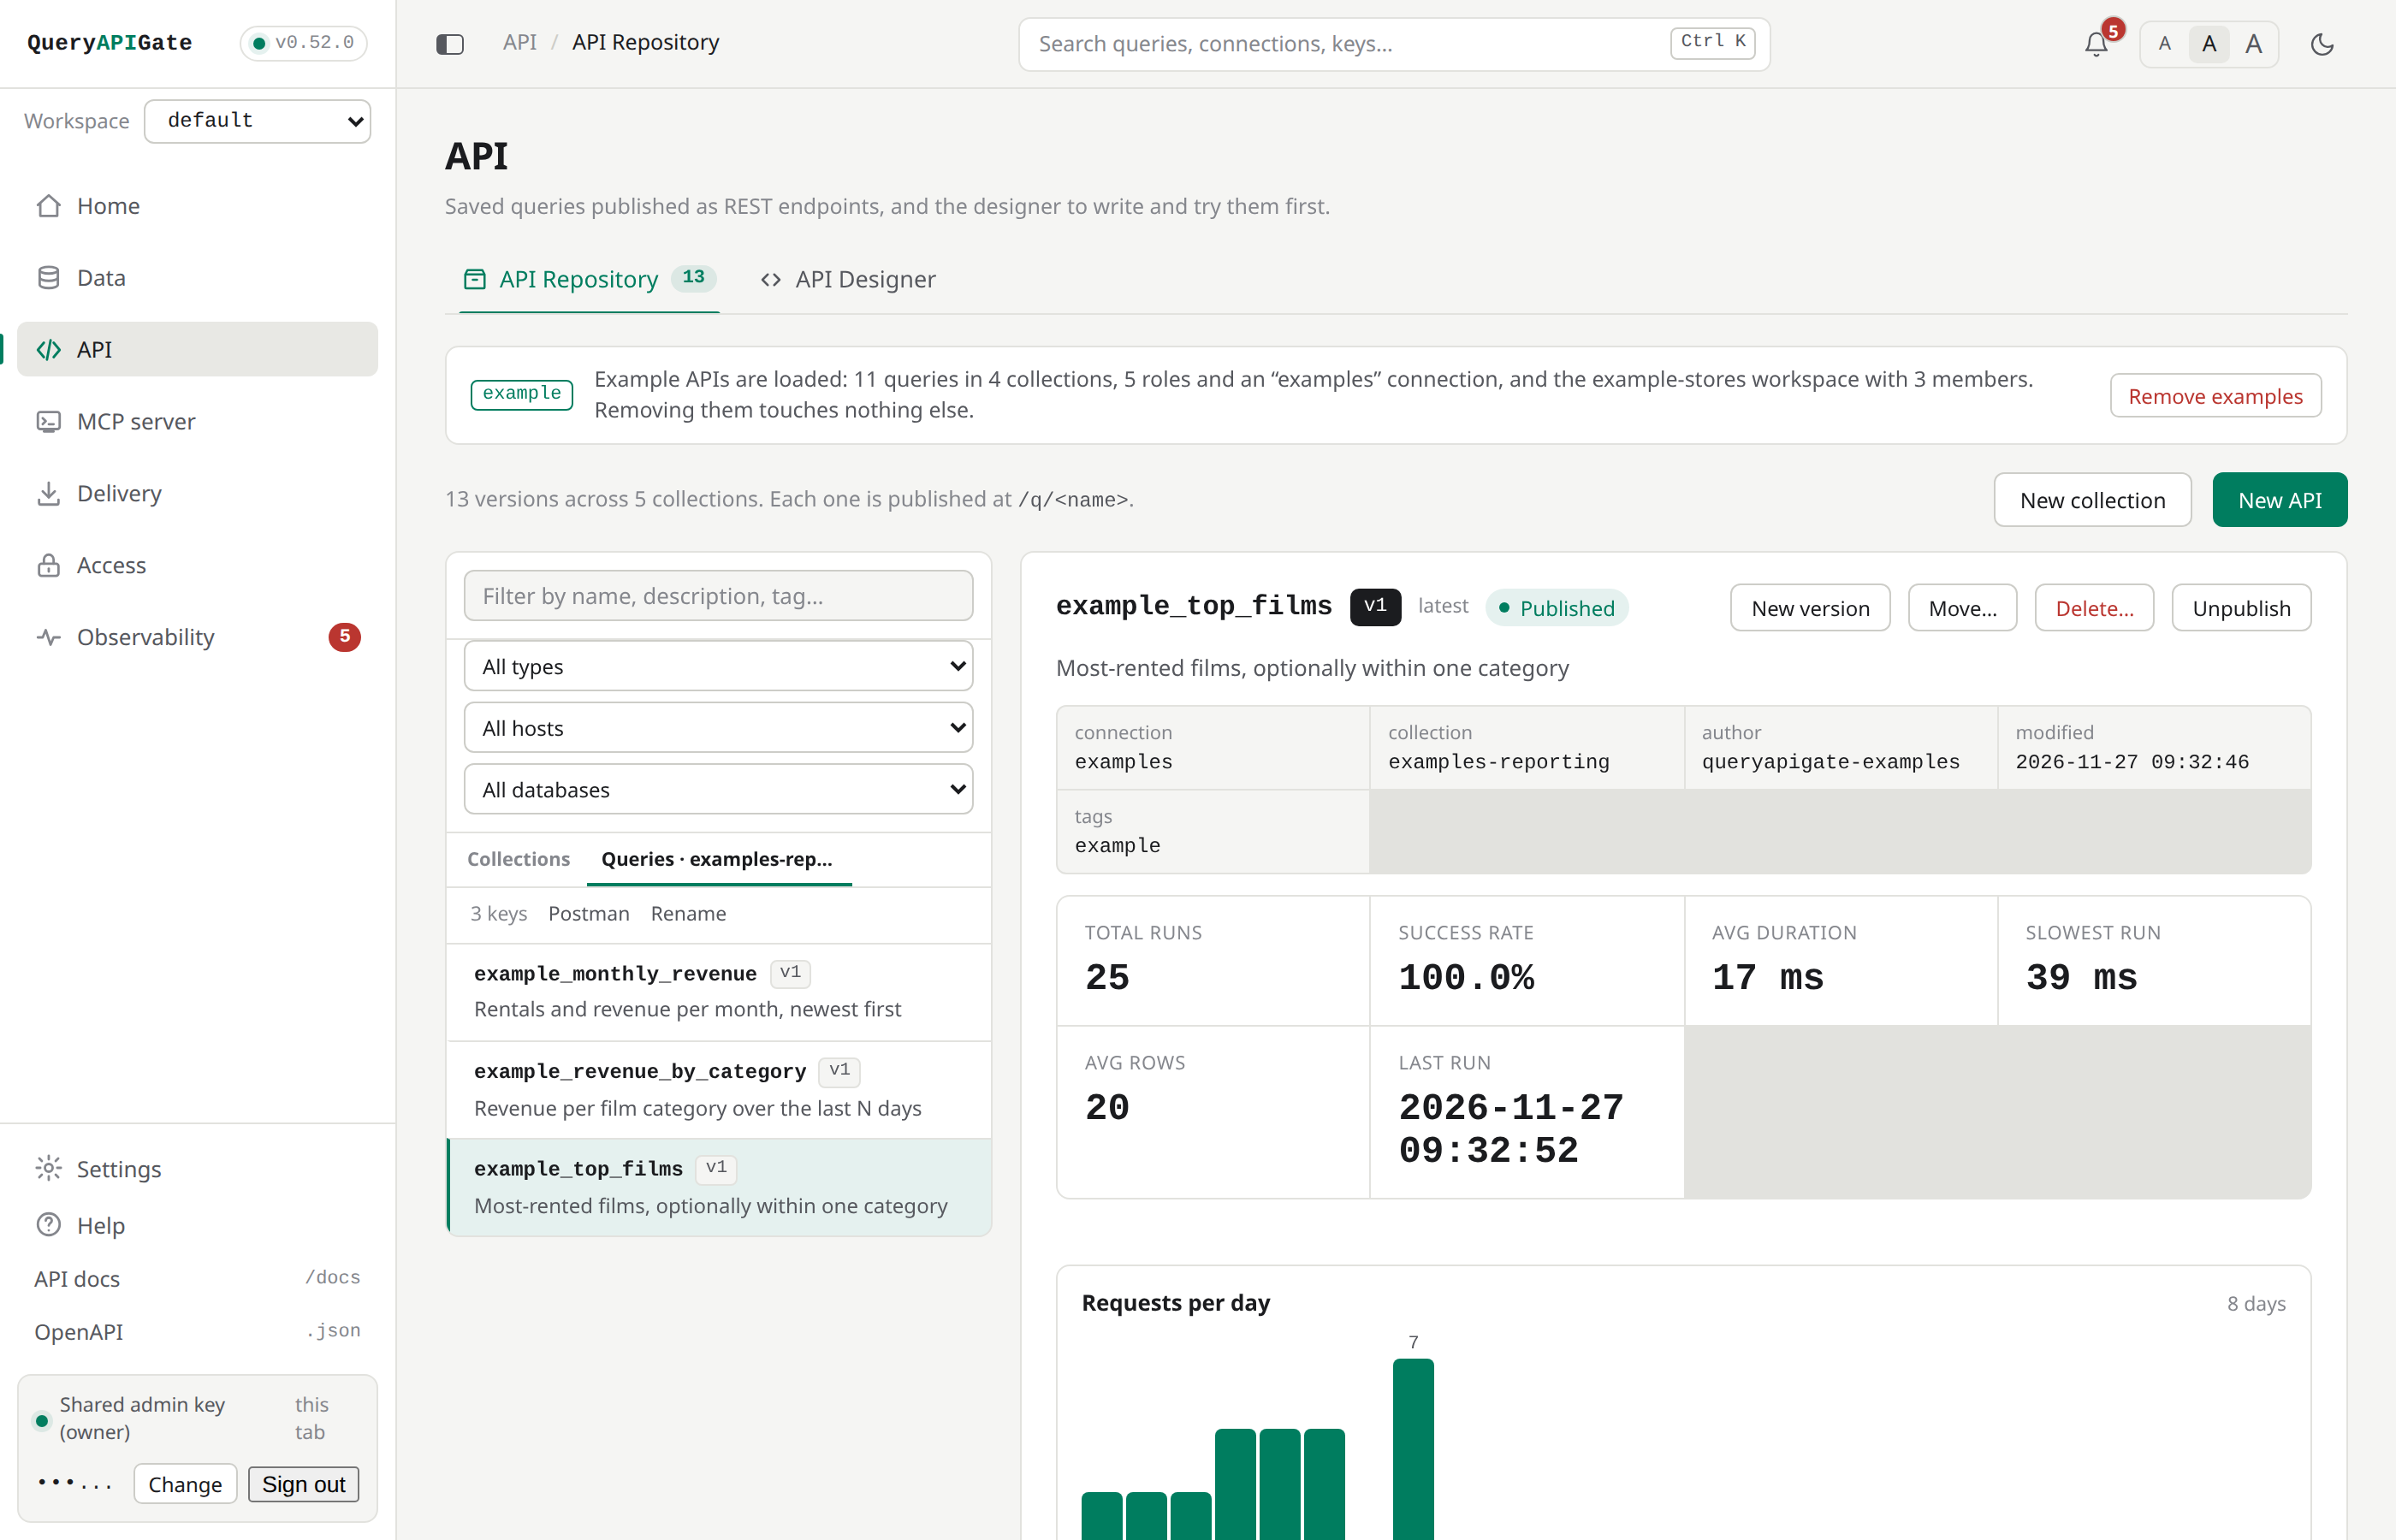 QueryAPIGate
v0.52.0
API / API Repository
Search queries, connections, keys...
Ctrl K
5
A A A
Workspace
default
Home
Data
API
MCP server
Delivery
Access
Observability
5
Settings
Help
API docs
/docs
OpenAPI
.json
Shared admin key (owner)
this tab
•••...
Change
Sign out
API
Saved queries published as REST endpoints, and the designer to write and try them first.
API Repository 13
API Designer
example
Example APIs are loaded: 11 queries in 4 collections, 5 roles and an “examples” connection, and the example-stores workspace with 3 members.
Removing them touches nothing else.
Remove examples
13 versions across 5 collections. Each one is published at /q/<name>.
New collection
New API
Filter by name, description, tag...
All types
All hosts
All databases
Collections
Queries · examples-rep...
3 keys Postman Rename
example_monthly_revenue v1
Rentals and revenue per month, newest first
example_revenue_by_category v1
Revenue per film category over the last N days
example_top_films v1
Most-rented films, optionally within one category
example_top_films v1 latest Published
New version
Move...
Delete...
Unpublish
Most-rented films, optionally within one category
connection
examples
collection
examples-reporting
author
queryapigate-examples
modified
2026-11-27 09:32:46
tags
example
TOTAL RUNS
25
SUCCESS RATE
100.0%
AVG DURATION
17 ms
SLOWEST RUN
39 ms
AVG ROWS
20
LAST RUN
2026-11-27
09:32:52
Requests per day
8 days
7